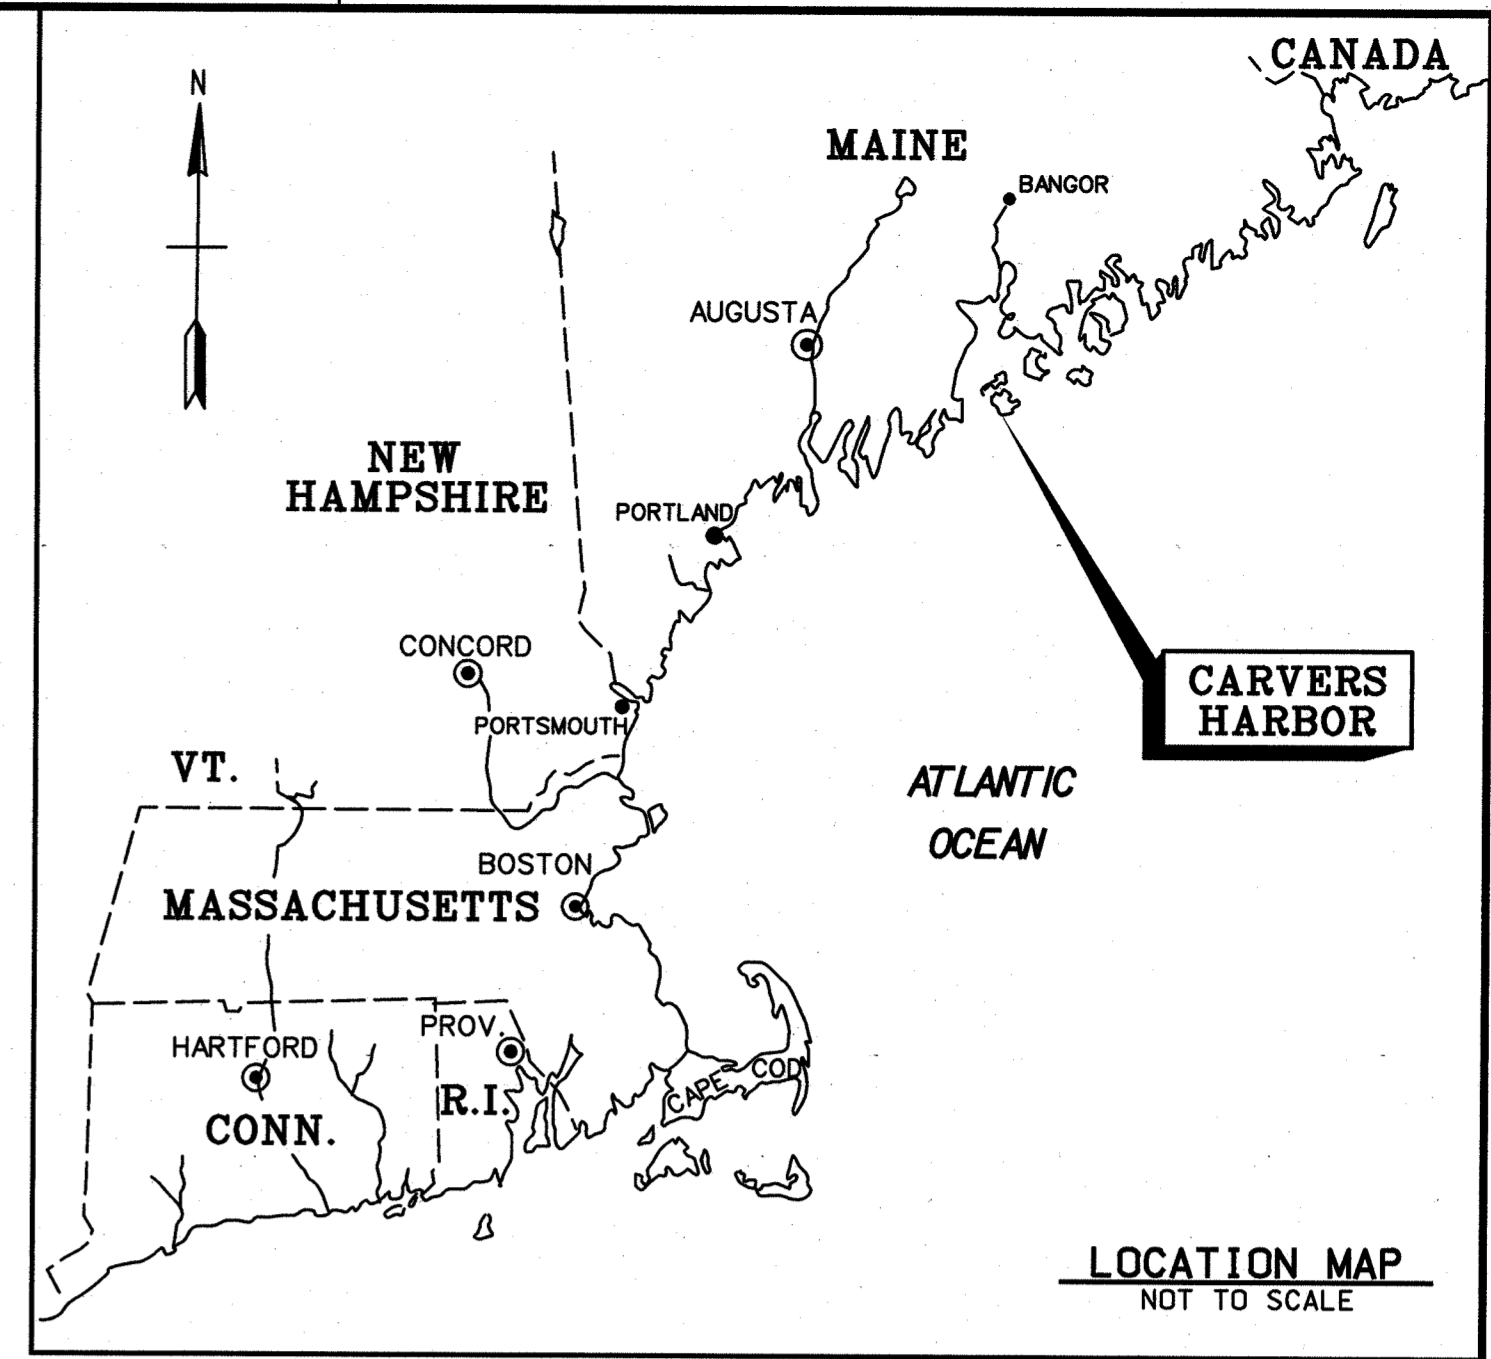 CANADA
N
MAINE
BANGOR
AUGUSTA
NEW
HAMPSHIRE
PORTLAND
CONCORD
CARVERS
HARBOR
PORTSMOUTH
VT.
ATLANTIC
OCEAN
BOSTON
MASSACHUSETTS
PROV.
HARTFORD
CAPE COD
R.I.
CONN.
LOCATION MAP
NOT TO SCALE